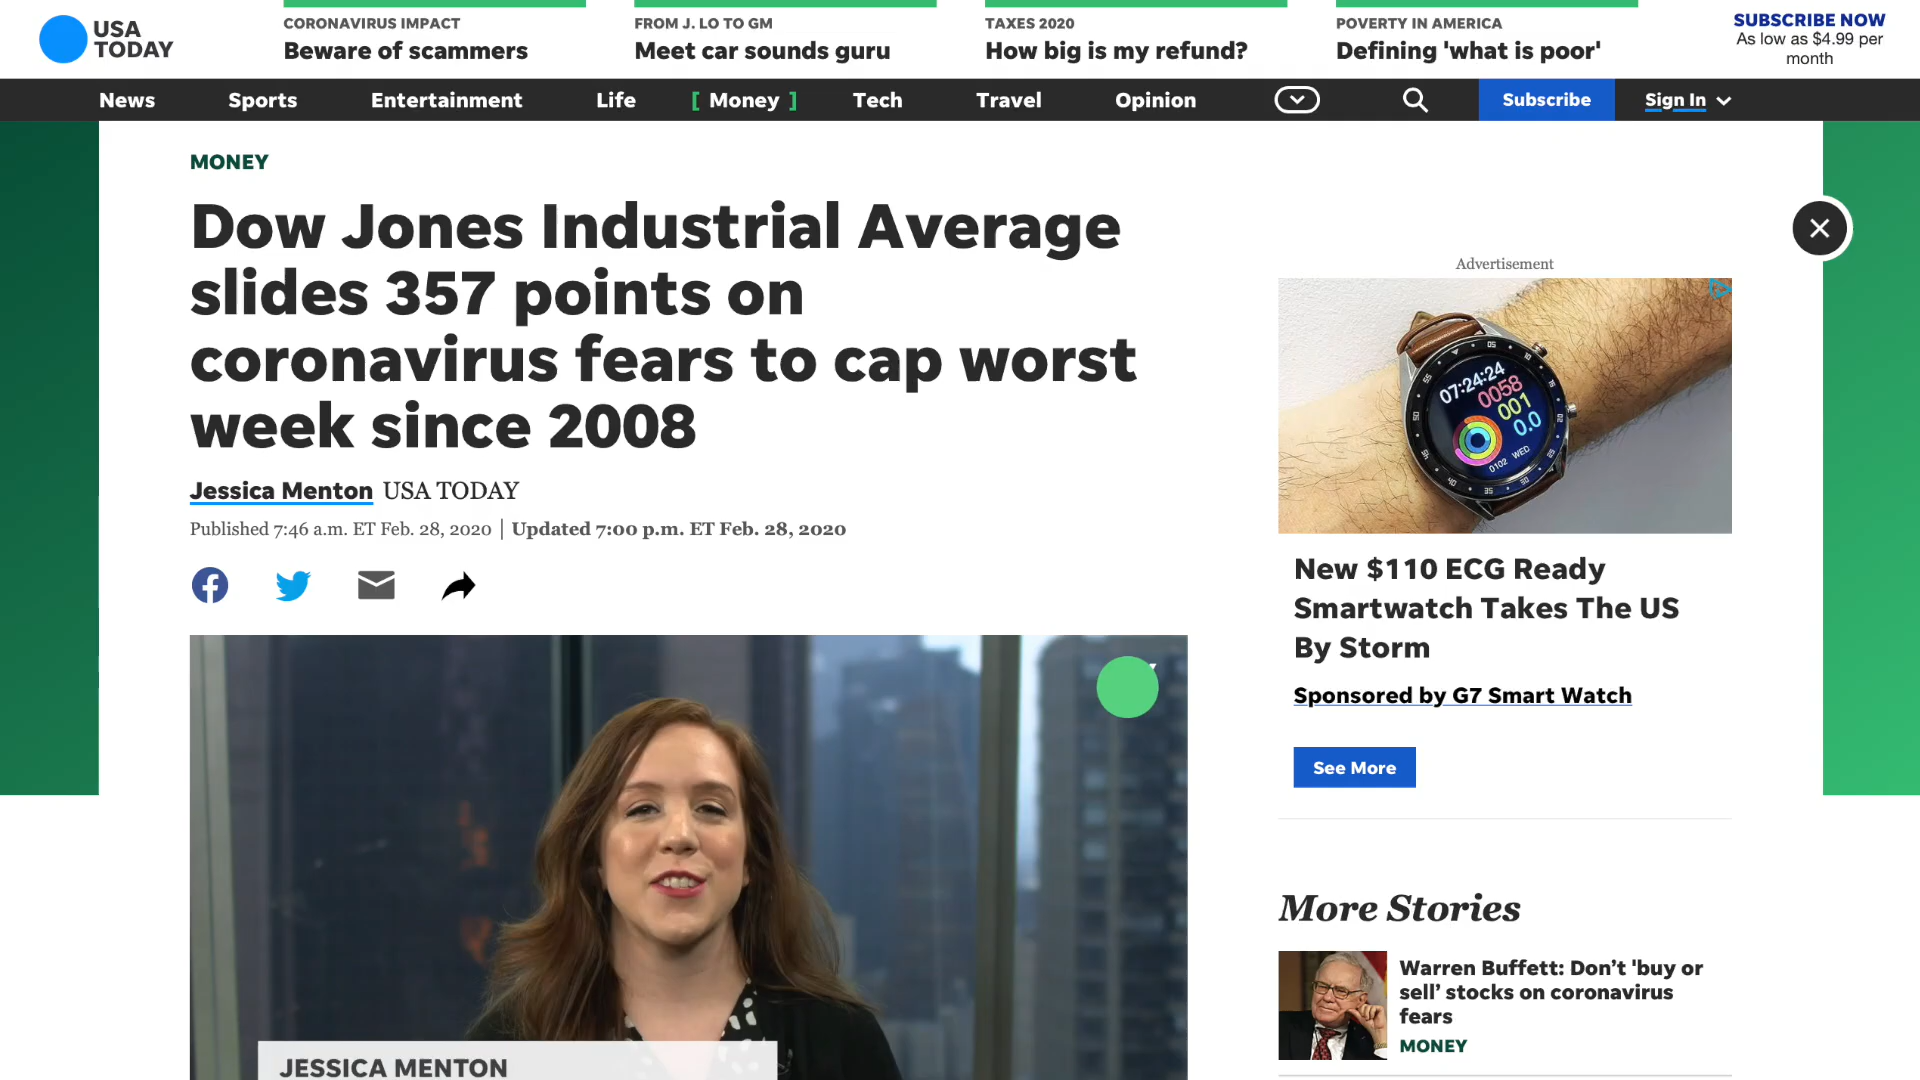 USA
TODAY
CORONAVIRUS IMPACT
Beware of scammers
FROM J. LO TO GM
Meet car sounds guru
TAXES 2020
How big is my refund?
POVERTY IN AMERICA
Defining 'what is poor'
SUBSCRIBE NOW
As low as $4.99 per
month
News Sports Entertainment Life [ Money ] Tech Travel Opinion Subscribe Sign In
MONEY
Dow Jones Industrial Average
slides 357 points on
coronavirus fears to cap worst
week since 2008
Jessica Menton USA TODAY
Published 7:46 a.m. ET Feb. 28, 2020 | Updated 7:00 p.m. ET Feb. 28, 2020
JESSICA MENTON
Advertisement
07:24:24
0058
001
0.0
0102 WED
New $110 ECG Ready
Smartwatch Takes The US
By Storm
Sponsored by G7 Smart Watch
See More
More Stories
Warren Buffett: Don’t 'buy or
sell’ stocks on coronavirus
fears
MONEY